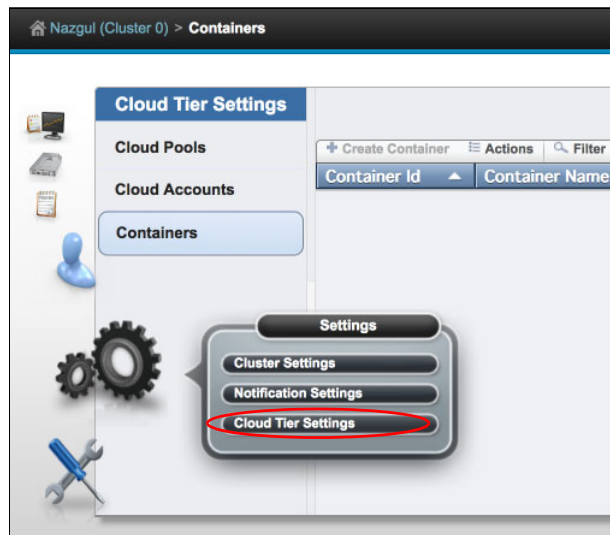 Nazgul (Cluster 0) > Containers
Cloud Tier Settings
Cloud Pools
Cloud Accounts
Containers
Create Container Actions Filter
Container Id Container Name
Settings
Cluster Settings
Notification Settings
Cloud Tier Settings